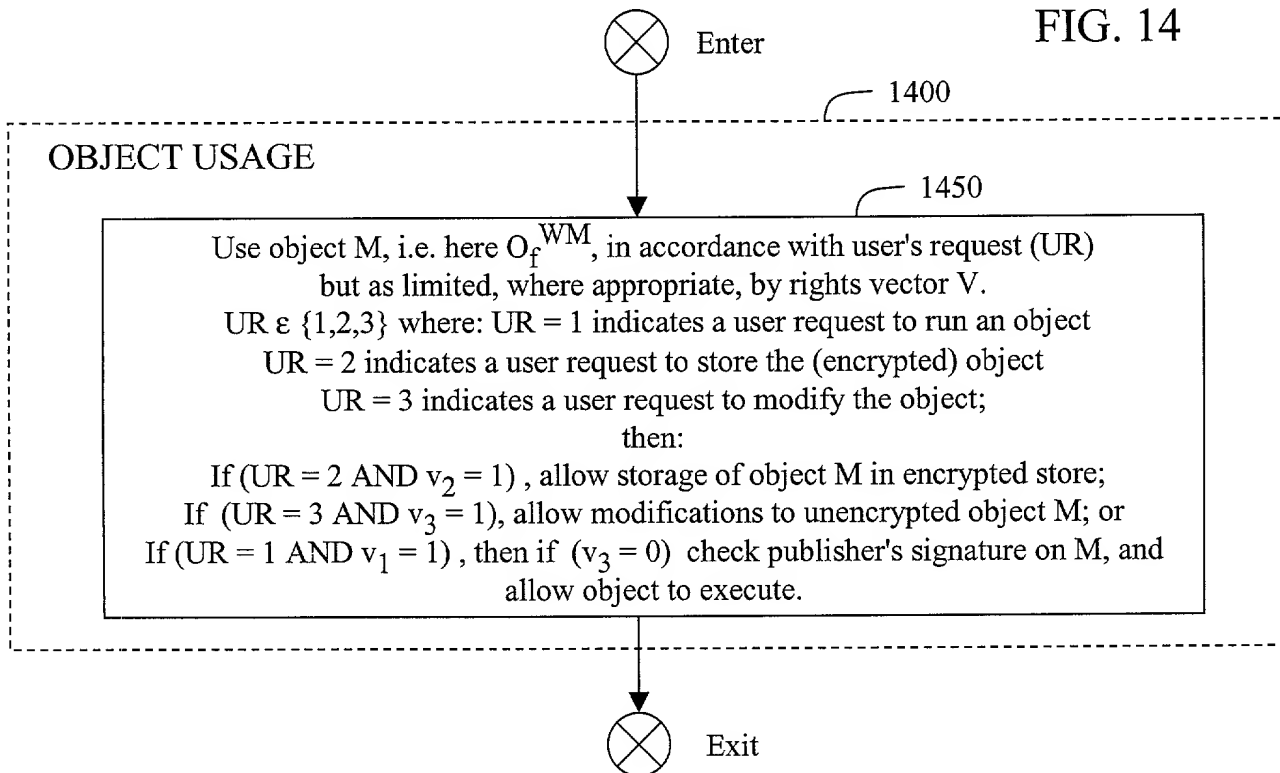 FIG. 14
Enter
1400
OBJECT USAGE
1450
Use object M, i.e. here O_f^WM, in accordance with user's request (UR)
but as limited, where appropriate, by rights vector V.
UR ε {1,2,3} where: UR = 1 indicates a user request to run an object
UR = 2 indicates a user request to store the (encrypted) object
UR = 3 indicates a user request to modify the object;
then:
If (UR = 2 AND v₂ = 1) , allow storage of object M in encrypted store;
If (UR = 3 AND v₃ = 1), allow modifications to unencrypted object M; or
If (UR = 1 AND v₁ = 1) , then if (v₃ = 0) check publisher's signature on M, and
allow object to execute.
Exit